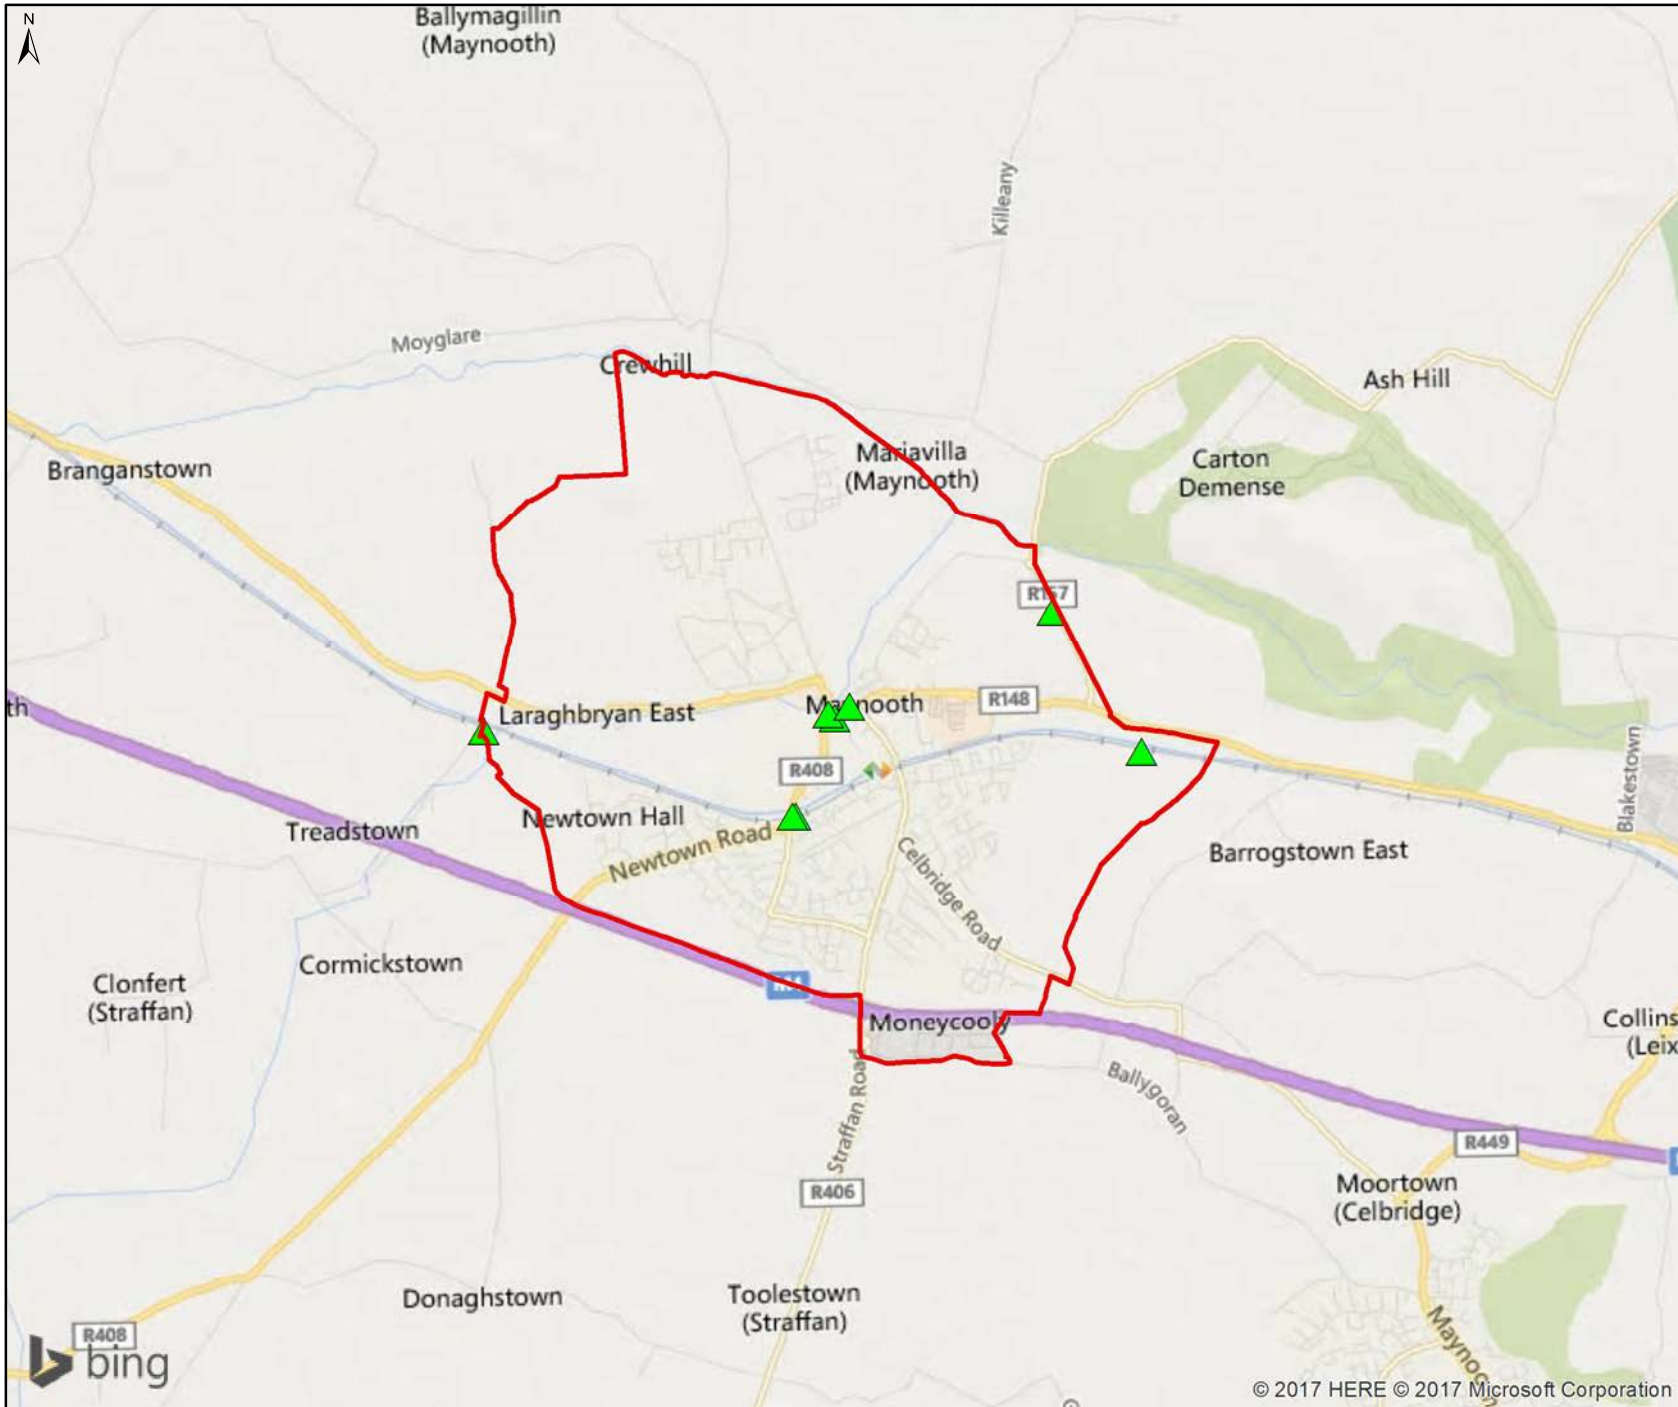 N
Ballymagillin
(Maynooth)
Killeany
Moyglare
Crewhill
Ash Hill
Branganstown
Mariavilla
(Maynooth)
Carton
Demense
R157
R148
Maynooth
Laraghbryan East
th
R408
Blakestown
Newtown Hall
Treadstown
Newtown Road
Celbridge Road
Barrogstown East
Cormickstown
Clonfert
(Straffan)
Moneycooly
Collins
(Leix
Ballygoran
Straffan Road
R449
R406
Moortown
(Celbridge)
Donaghstown
Toolestown
(Straffan)
R408
bing
© 2017 HERE © 2017 Microsoft Corporation